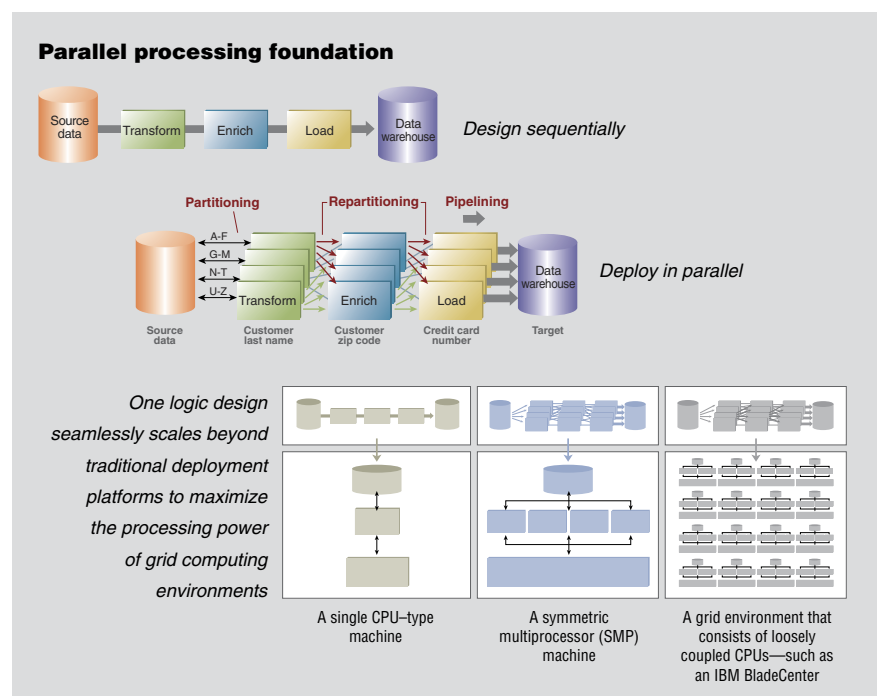 Parallel processing foundation
Source
data
Transform
Enrich
Load
Data
warehouse
Design sequentially
Partitioning
Repartitioning
Pipelining
A-F
G-M
N-T
U-Z
Transform
Enrich
Load
Data
warehouse
Deploy in parallel
Source
data
Customer
last name
Customer
zip code
Credit card
number
Target
One logic design
seamlessly scales beyond
traditional deployment
platforms to maximize
the processing power
of grid computing
environments
A single CPU–type
machine
A symmetric
multiprocessor (SMP)
machine
A grid environment that
consists of loosely
coupled CPUs—such as
an IBM BladeCenter